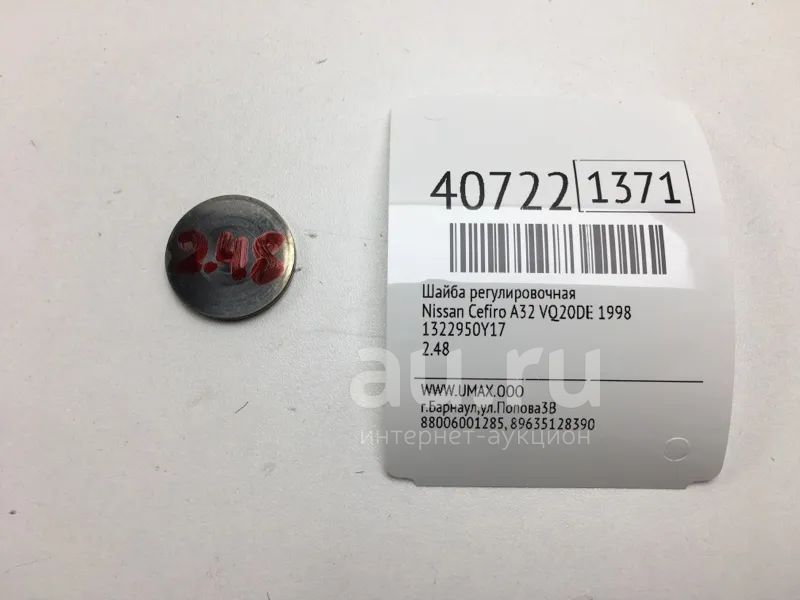 2.48
40722 1371
Шайба регулировочная
Nissan Cefiro A32 VQ20DE 1998
1322950Y17
2.48
WWW.UMAX.OOO
г.Барнаул,ул.Попова3В
88006001285, 89635128390
au.ru
интернет-аукцион